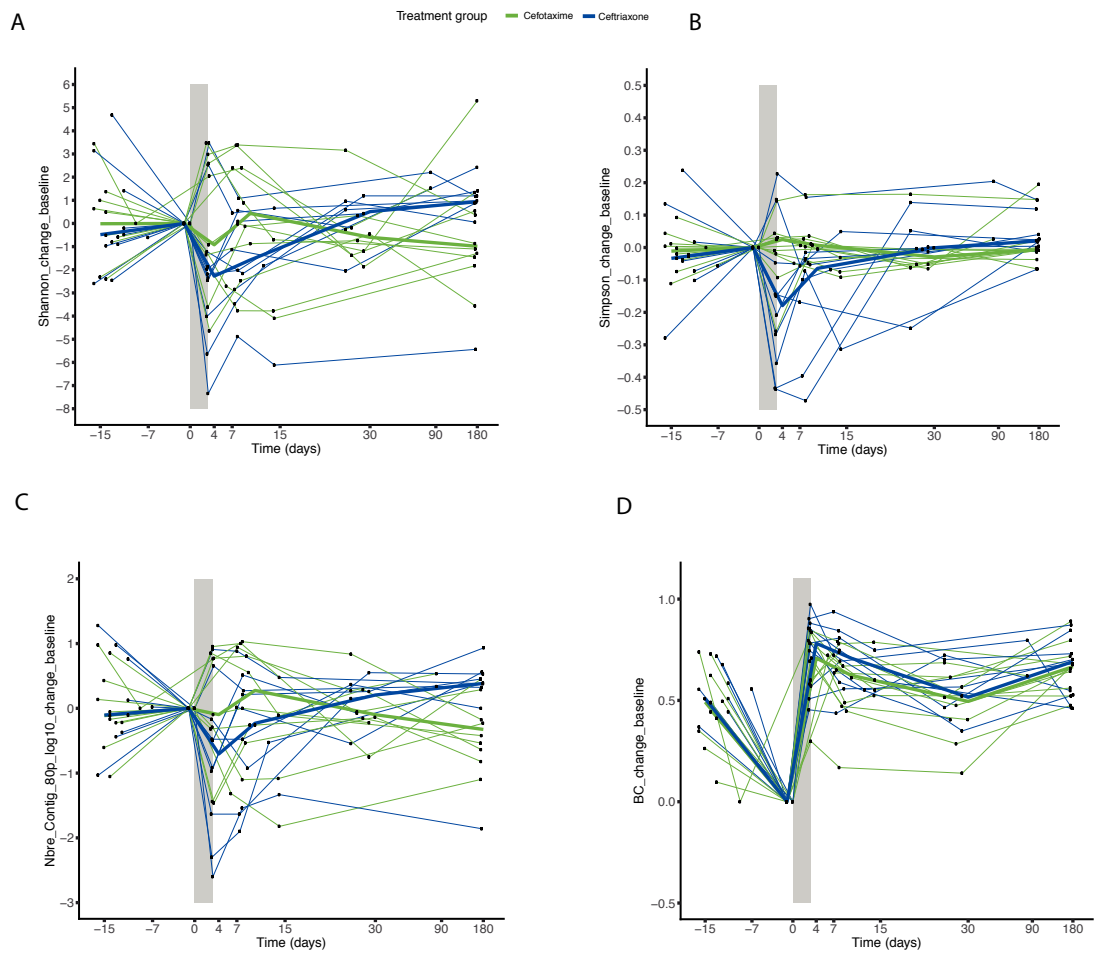 Treatment group Cefotaxime Ceftriaxone
A
B
Shannon_change_baseline
6
5
4
3
2
1
0
−1
−2
−3
−4
−5
−6
−7
−8
−15 −7 0 4 7 15 30 90 180
Time (days)
Simpson_change_baseline
0.5
0.4
0.3
0.2
0.1
0.0
−0.1
−0.2
−0.3
−0.4
−0.5
−15 −7 0 4 7 15 30 90 180
Time (days)
C
D
Nbre_Contig_80p_log10_change_baseline
2
1
0
−1
−2
−3
−15 −7 0 4 7 15 30 90 180
Time (days)
BC_change_baseline
1.0
0.5
0.0
−0.5
−15 −7 0 4 7 15 30 90 180
Time (days)